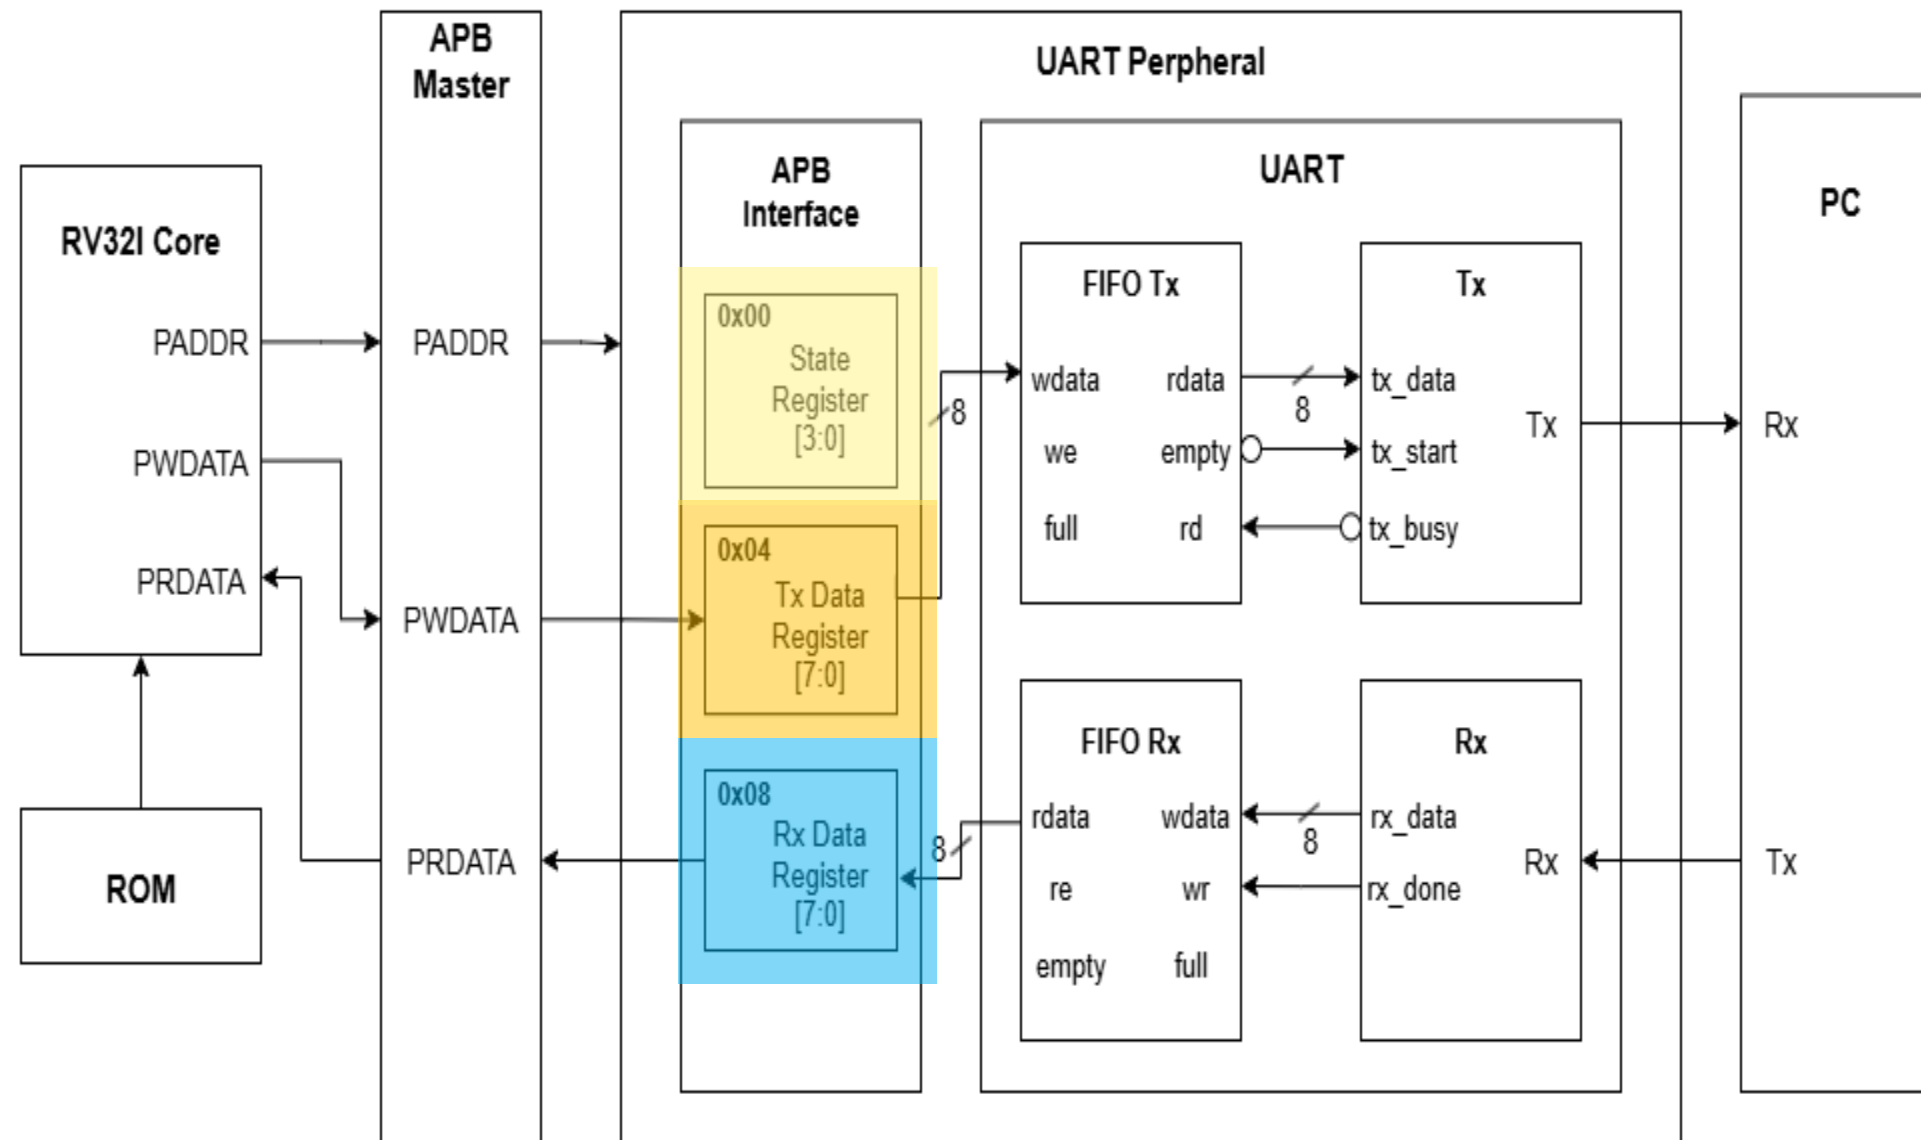 APB
Master
UART Perpheral
RV32I Core
PADDR
PWDATA
PRDATA
ROM
PADDR
PWDATA
PRDATA
APB
Interface
0x00
State
Register
[3:0]
0x04
Tx Data
Register
[7:0]
0x08
Rx Data
Register
[7:0]
8
8
UART
FIFO Tx
wdata
rdata
we
empty
full
rd
8
Tx
tx_data
tx_start
tx_busy
Tx
FIFO Rx
rdata
wdata
re
wr
empty
full
8
Rx
rx_data
rx_done
Rx
PC
Rx
Tx